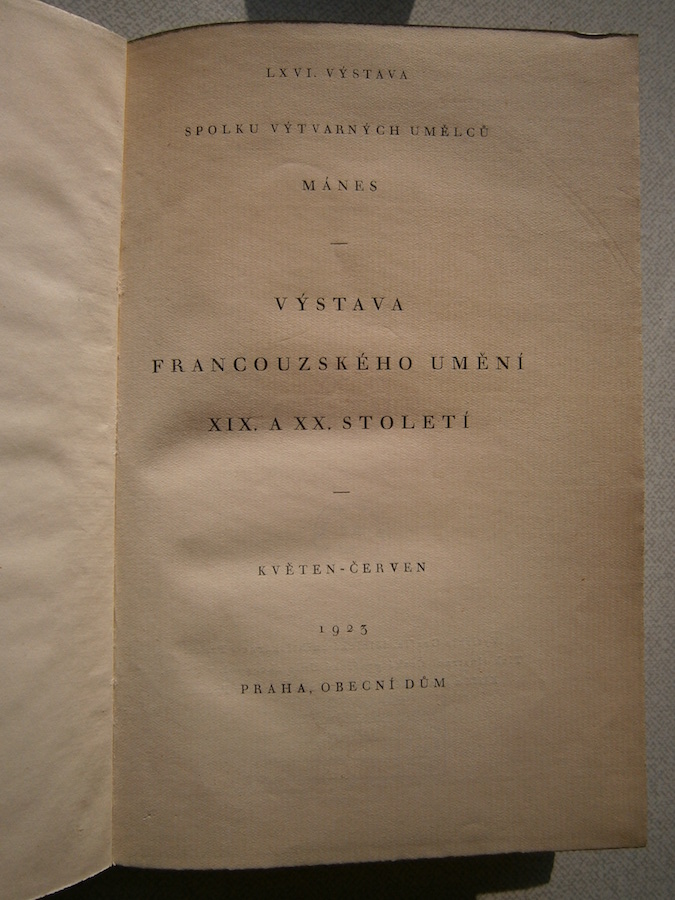 LXVI. VÝSTAVA
SPOLKU VÝTVARNÝCH UMĚLCŮ
MÁNES
VÝSTAVA
FRANCOUZSKÉHO UMĚNÍ
XIX. A XX. STOLETÍ
KVĚTEN-ČERVEN
1923
PRAHA, OBECNÍ DŮM